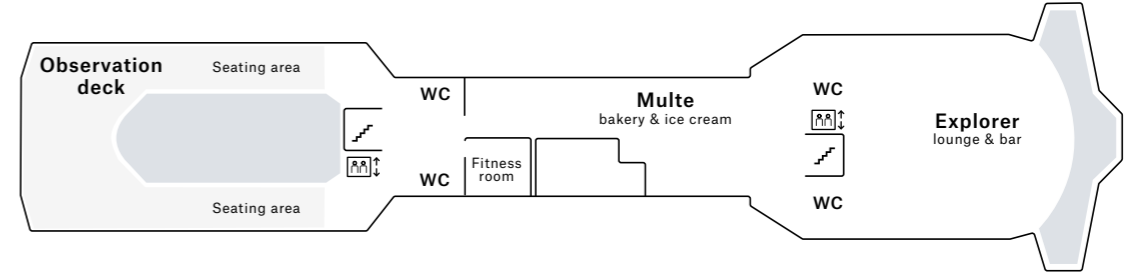 Observation
deck
Seating area
Seating area
WC
WC
Fitness
room
Multe
bakery & ice cream
WC
WC
Explorer
lounge & bar